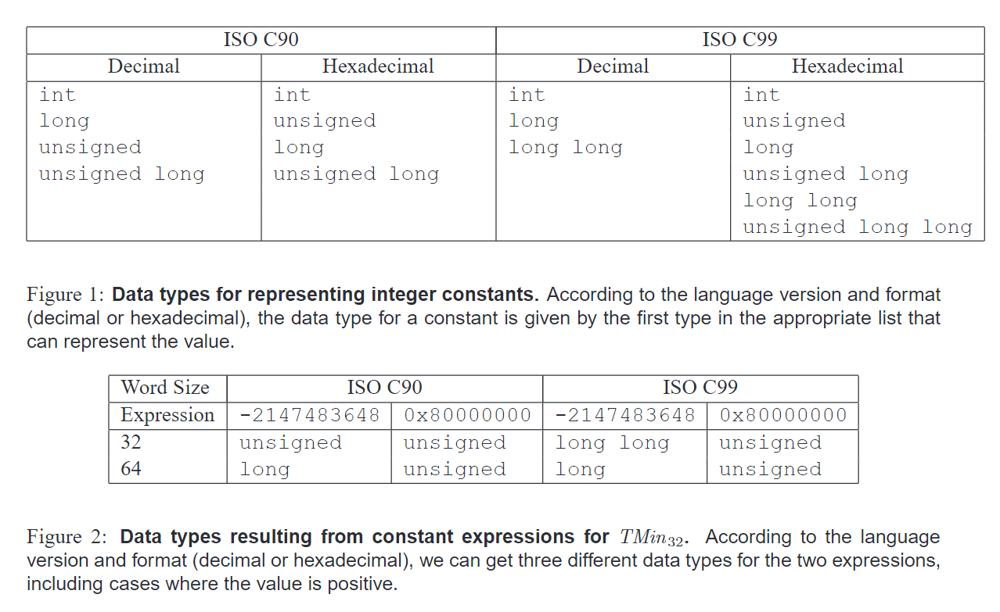 ISO C90 ISO C99
Decimal Hexadecimal Decimal Hexadecimal
int int int int
long unsigned long unsigned
unsigned long long long long
unsigned long unsigned long unsigned long
long long
unsigned long long
Figure 1: Data types for representing integer constants. According to the language version and format
(decimal or hexadecimal), the data type for a constant is given by the first type in the appropriate list that
can represent the value.
Word Size ISO C90 ISO C99
Expression -2147483648 0x80000000 -2147483648 0x80000000
32 unsigned unsigned long long unsigned
64 long unsigned long unsigned
Figure 2: Data types resulting from constant expressions for TMin32. According to the language
version and format (decimal or hexadecimal), we can get three different data types for the two expressions,
including cases where the value is positive.